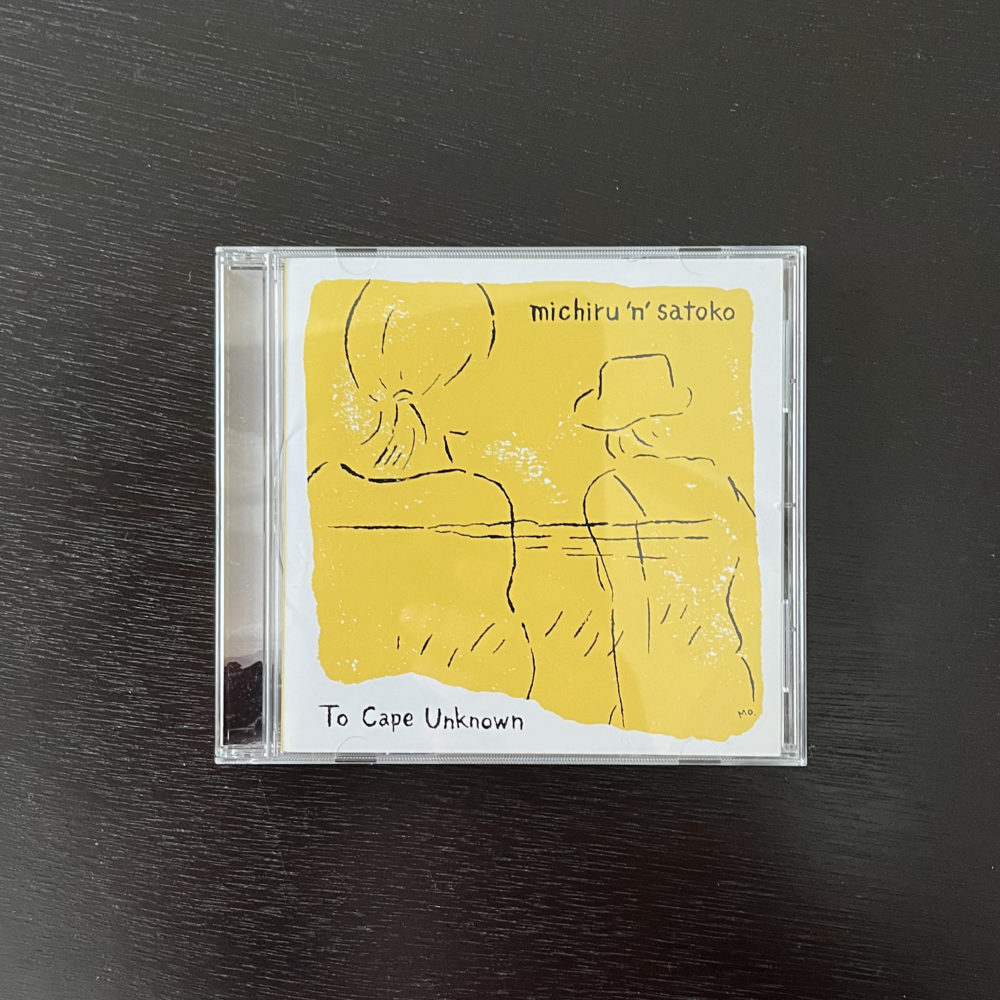 michiru 'n' satoko
To Cape Unknown
MO.